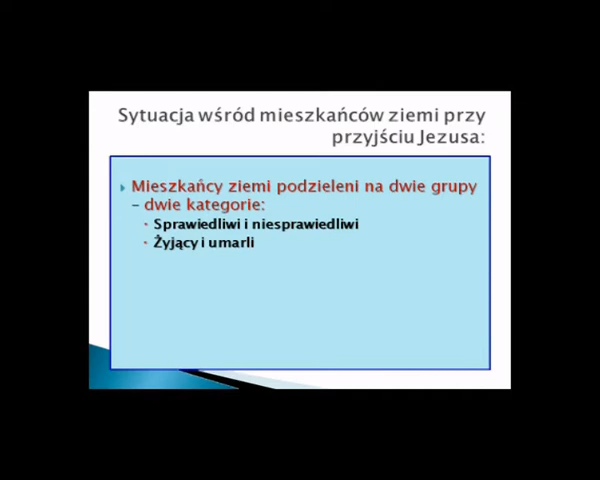 Sytuacja wśród mieszkańców ziemi przy
przyjściu Jezusa:
Mieszkańcy ziemi podzieleni na dwie grupy
– dwie kategorie:
Sprawiedliwi i niesprawiedliwi
Żyjący i umarli